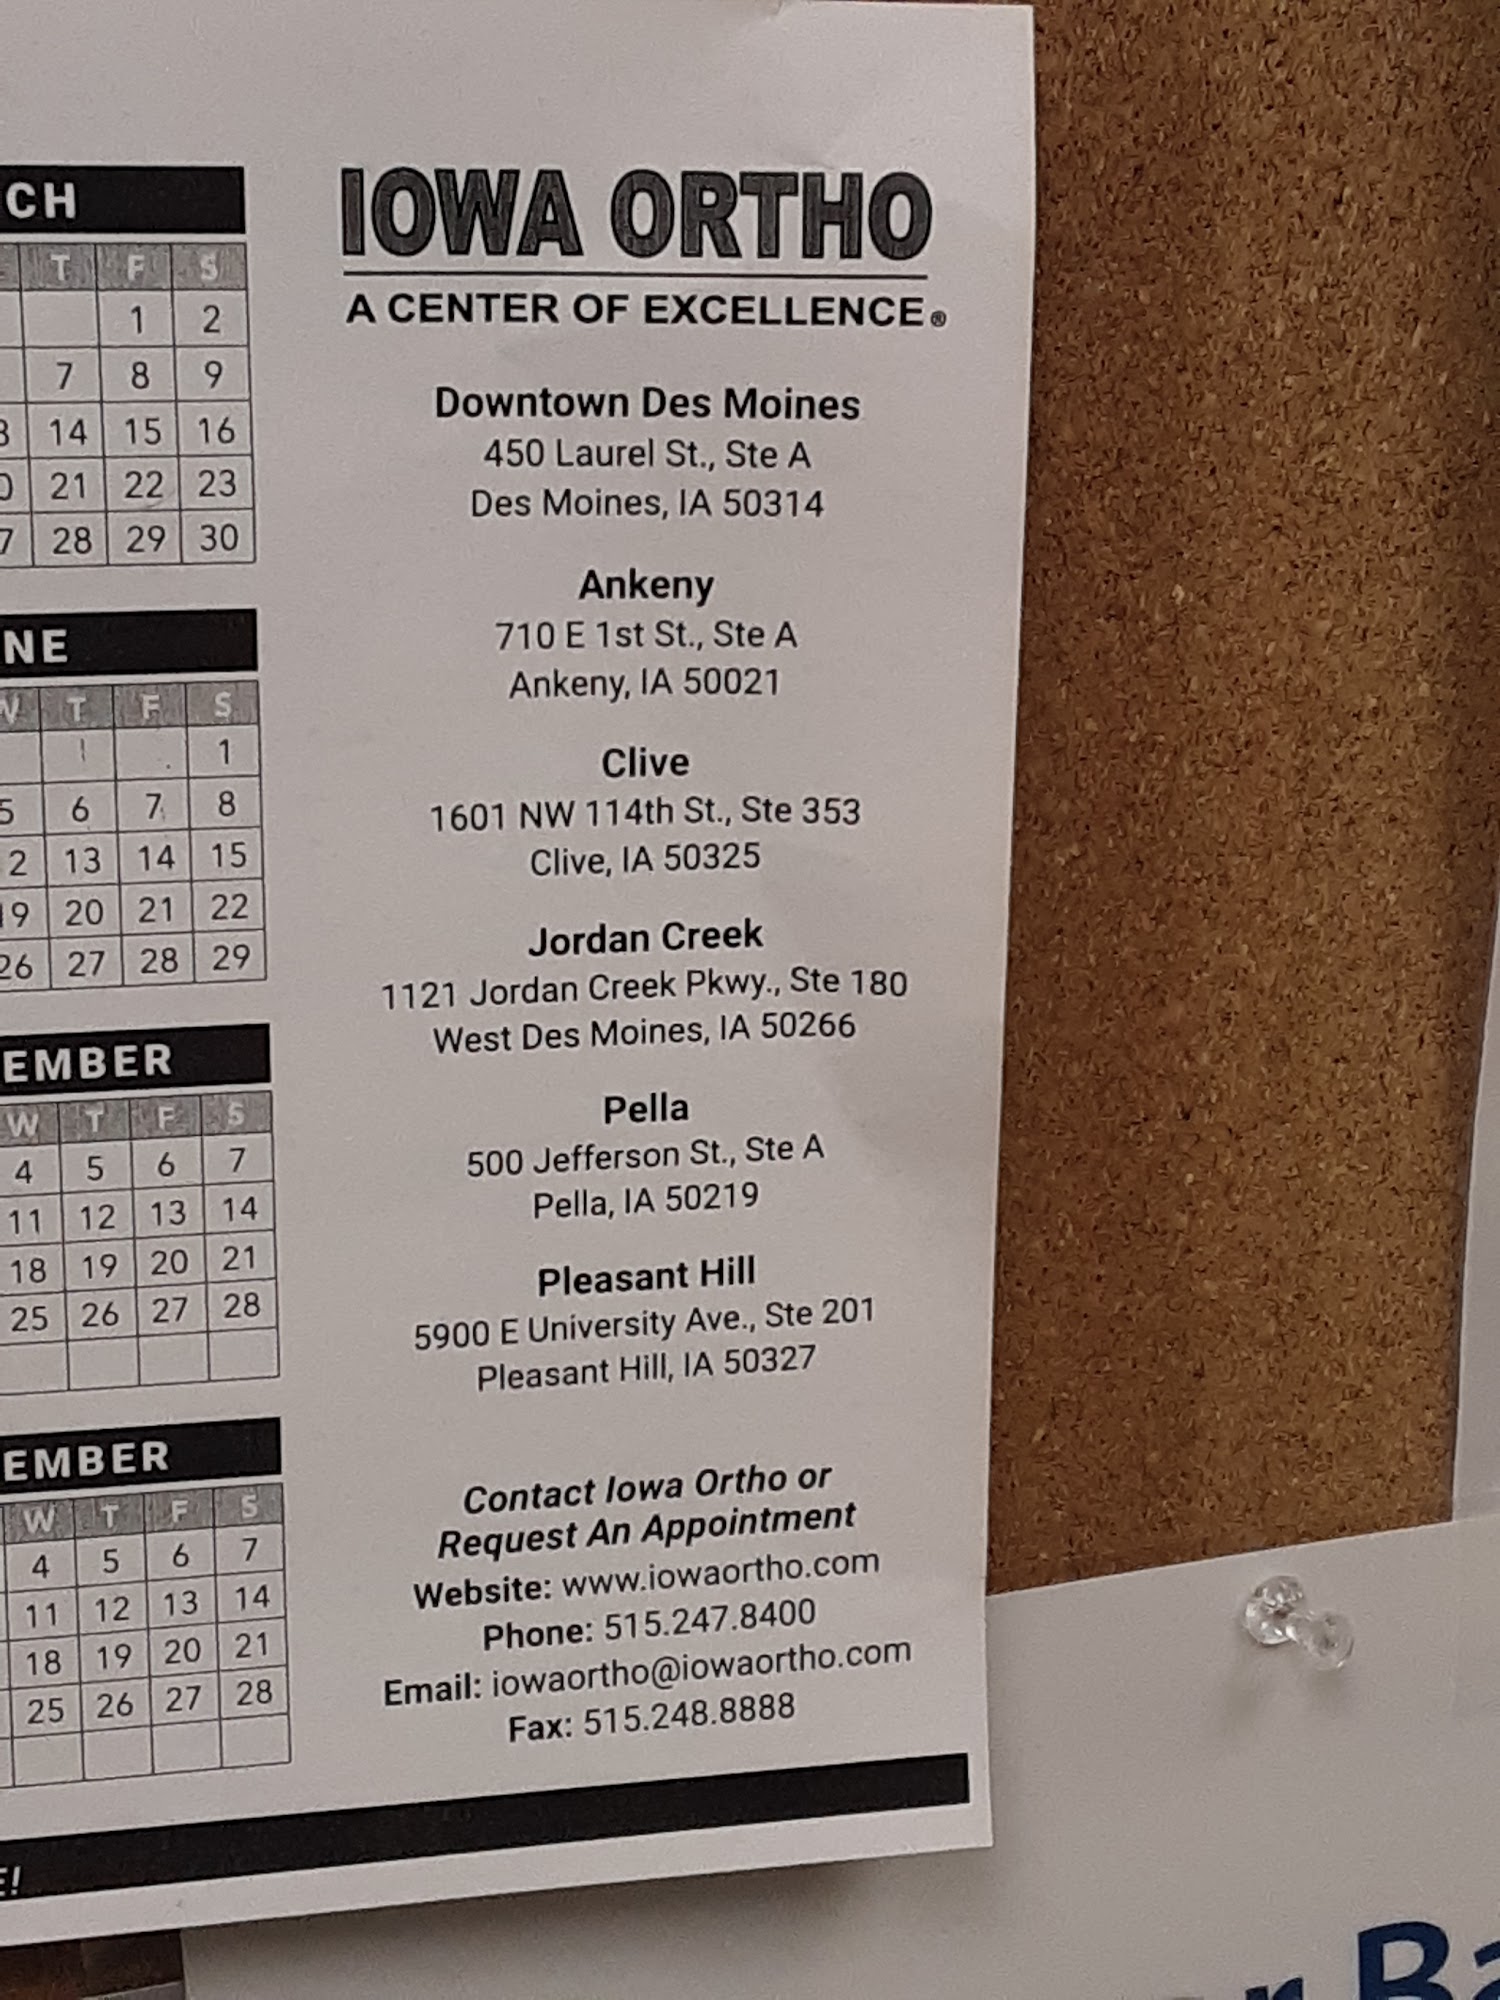 CH
T F S
1 2
7 8 9
14 15 16
21 22 23
28 29 30
NE
T F S
1
5 6 7 8
2 13 14 15
19 20 21 22
26 27 28 29
EMBER
W T F S
4 5 6 7
11 12 13 14
18 19 20 21
25 26 27 28
EMBER
W T F S
4 5 6 7
11 12 13 14
18 19 20 21
25 26 27 28
IOWA ORTHO
A CENTER OF EXCELLENCE®
Downtown Des Moines
450 Laurel St., Ste A
Des Moines, IA 50314
Ankeny
710 E 1st St., Ste A
Ankeny, IA 50021
Clive
1601 NW 114th St., Ste 353
Clive, IA 50325
Jordan Creek
1121 Jordan Creek Pkwy., Ste 180
West Des Moines, IA 50266
Pella
500 Jefferson St., Ste A
Pella, IA 50219
Pleasant Hill
5900 E University Ave., Ste 201
Pleasant Hill, IA 50327
Contact Iowa Ortho or
Request An Appointment
Website: www.iowaortho.com
Phone: 515.247.8400
Email: iowaortho@iowaortho.com
Fax: 515.248.8888
E!
r Ba